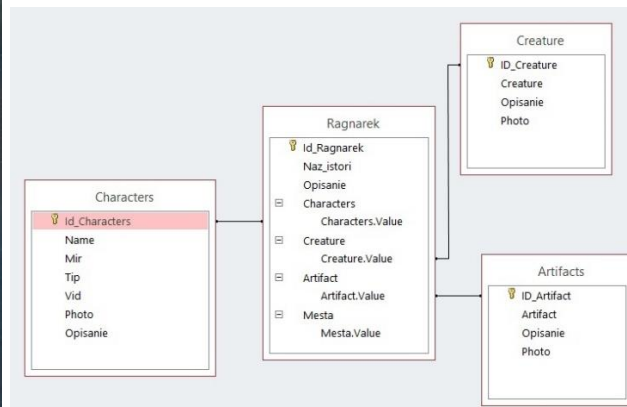 Characters
Id_Characters
Name
Mir
Tip
Vid
Photo
Opisanie
Ragnarek
Id_Ragnarek
Naz_istori
Opisanie
Characters
Characters.Value
Creature
Creature.Value
Artifact
Artifact.Value
Mesta
Mesta.Value
Creature
ID_Creature
Creature
Opisanie
Photo
Artifacts
ID_Artifact
Artifact
Opisanie
Photo